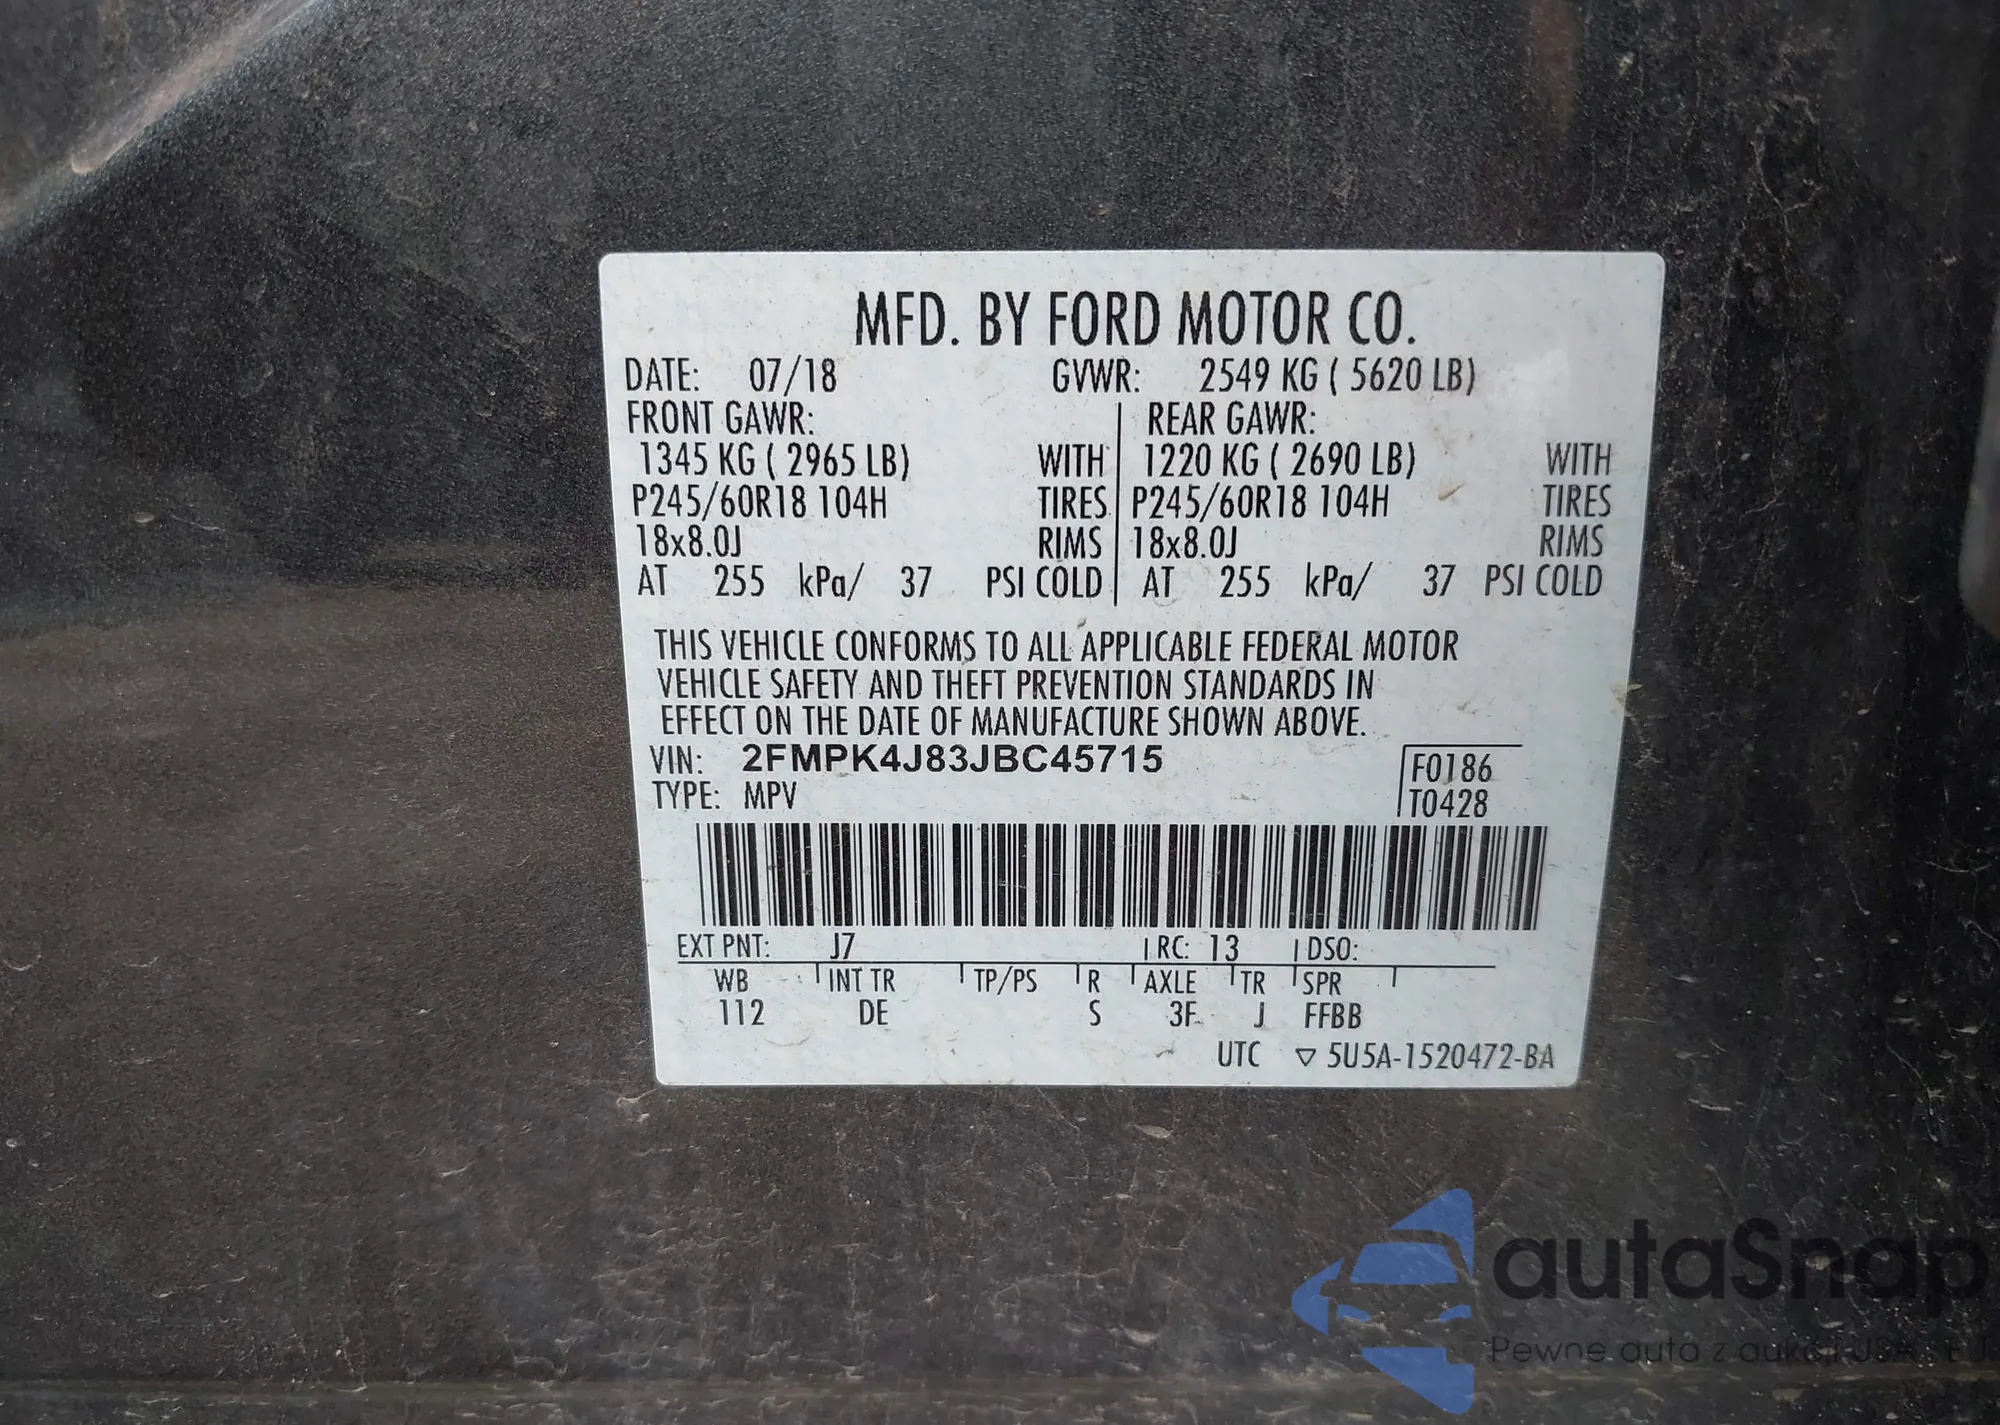 MFD. BY FORD MOTOR CO.
DATE: 07/18 GVWR: 2549 KG ( 5620 LB)
FRONT GAWR: REAR GAWR:
1345 KG ( 2965 LB) WITH 1220 KG ( 2690 LB) WITH
P245/60R18 104H TIRES P245/60R18 104H TIRES
18x8.0J RIMS 18x8.0J RIMS
AT 255 kPa/ 37 PSI COLD AT 255 kPa/ 37 PSI COLD
THIS VEHICLE CONFORMS TO ALL APPLICABLE FEDERAL MOTOR
VEHICLE SAFETY AND THEFT PREVENTION STANDARDS IN
EFFECT ON THE DATE OF MANUFACTURE SHOWN ABOVE.
VIN: 2FMPK4J83JBC45715 F0186
TYPE: MPV T0428
EXT PNT: J7 RC: 13 DSO:
WB INT TR TP/PS R AXLE TR SPR
112 DE S 3F J FFBB
UTC ▽ 5U5A-1520472-BA
autaSnap
Pewne auta z aukcji USA